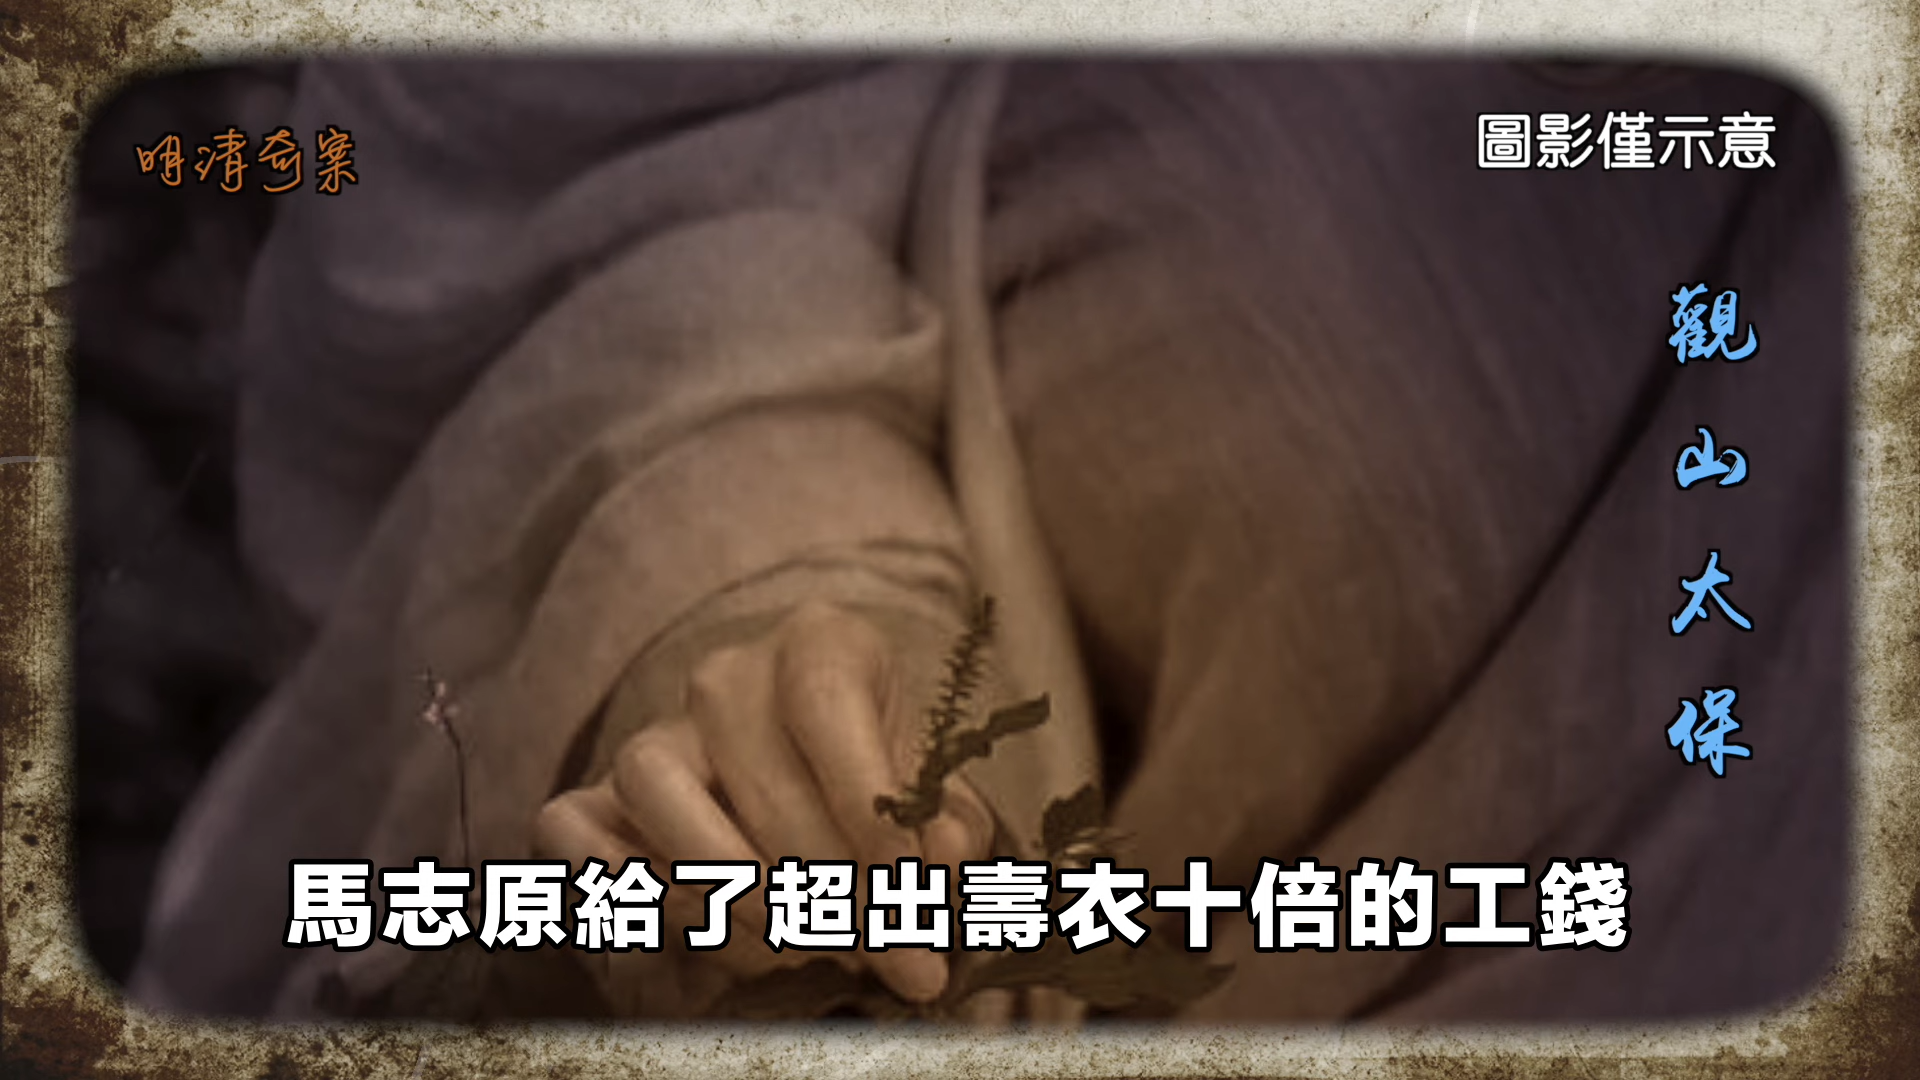 明清奇案
圖影僅示意
觀山太保
馬志原給了超出壽衣十倍的工錢